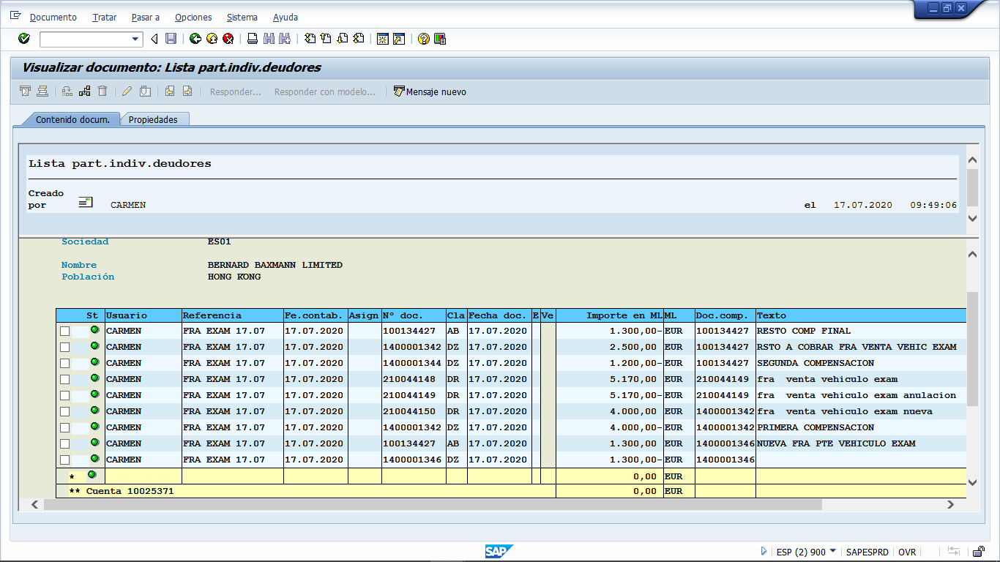 Documento Tratar Pasar a Opciones Sistema Ayuda
Visualizar documento: Lista part.indiv.deudores
Responder... Responder con modelo... Mensaje nuevo
Contenido docum. Propiedades
Lista part.indiv.deudores
Creado
por CARMEN el 17.07.2020 09:49:06
Sociedad ES01
Nombre BERNARD BAXMANN LIMITED
Población HONG KONG
St Usuario Referencia Fe.contab. Asign Nº doc. Cla Fecha doc. E Ve Importe en ML ML Doc.comp. Texto
CARMEN FRA EXAM 17.07 17.07.2020 100134427 AB 17.07.2020 1.300,00- EUR 100134427 RESTO COMP FINAL
CARMEN FRA EXAM 17.07 17.07.2020 1400001342 DZ 17.07.2020 2.500,00 EUR 100134427 RSTO A COBRAR FRA VENTA VEHIC EXAM
CARMEN FRA EXAM 17.07 17.07.2020 1400001344 DZ 17.07.2020 1.200,00- EUR 100134427 SEGUNDA COMPENSACION
CARMEN FRA EXAM 17.07 17.07.2020 210044148 DR 17.07.2020 5.170,00 EUR 210044149 fra venta vehiculo exam
CARMEN FRA EXAM 17.07 17.07.2020 210044149 DR 17.07.2020 5.170,00- EUR 210044149 fra venta vehiculo exam anulacion
CARMEN FRA EXAM 17.07 17.07.2020 210044150 DR 17.07.2020 4.000,00 EUR 1400001342 fra venta vehiculo exam nueva
CARMEN FRA EXAM 17.07 17.07.2020 1400001342 DZ 17.07.2020 4.000,00- EUR 1400001342 PRIMERA COMPENSACION
CARMEN FRA EXAM 17.07 17.07.2020 100134427 AB 17.07.2020 1.300,00 EUR 1400001346 NUEVA FRA PTE VEHICULO EXAM
CARMEN FRA EXAM 17.07 17.07.2020 1400001346 DZ 17.07.2020 1.300,00- EUR 1400001346
* 0,00 EUR
** Cuenta 10025371 0,00 EUR
SAP ESP (2) 900 SAPESPRD OVR